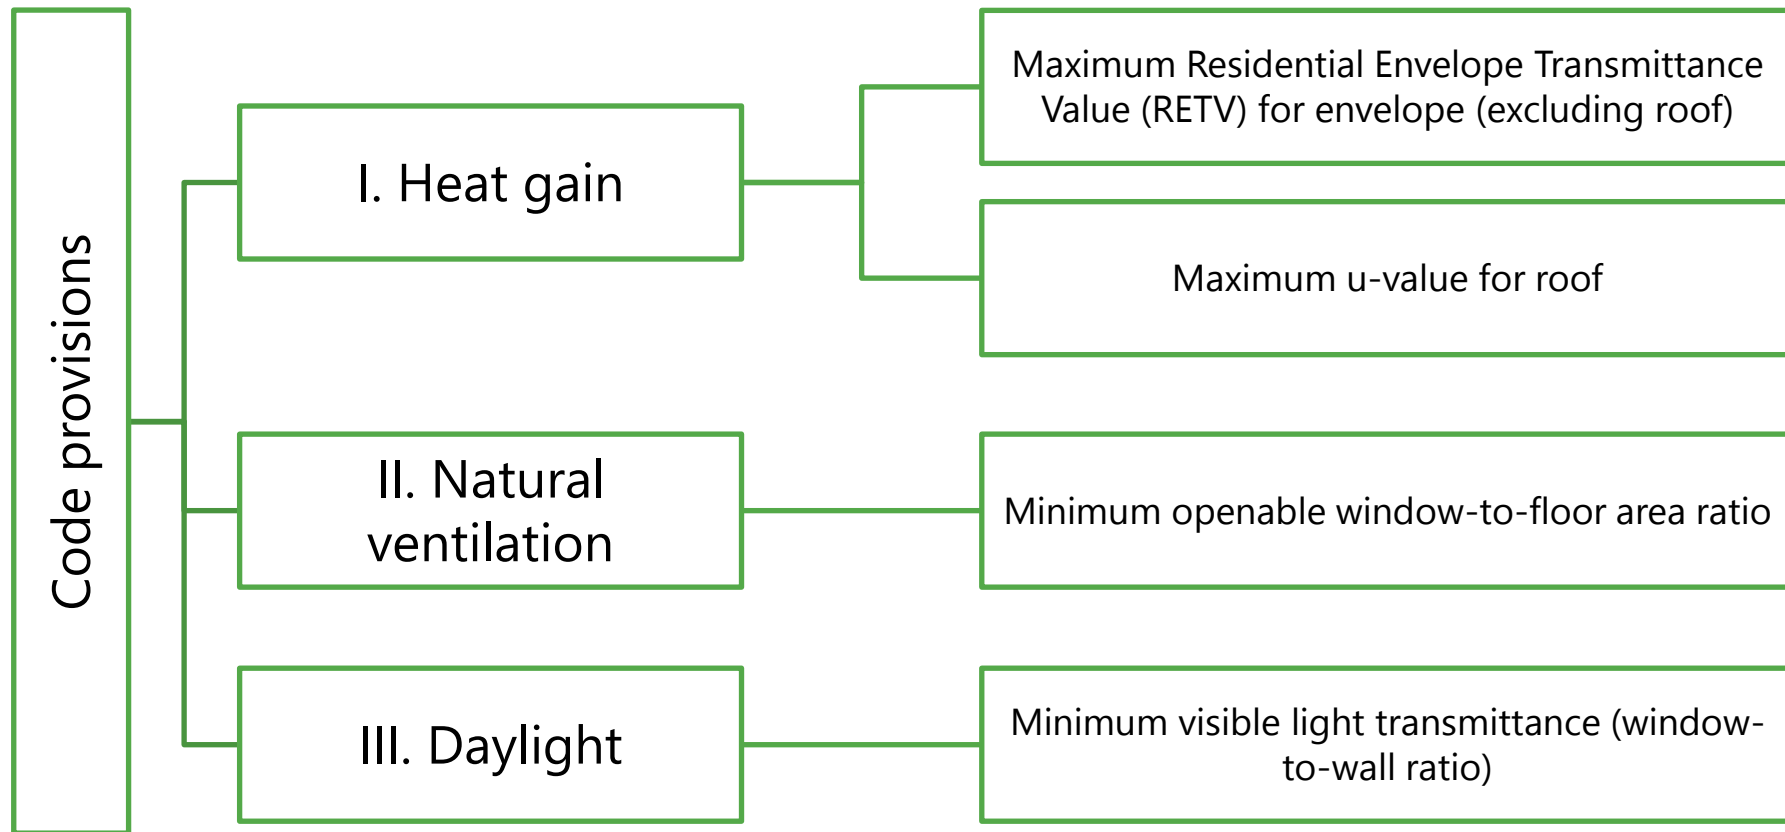 Code provisions
I. Heat gain
Maximum Residential Envelope Transmittance
Value (RETV) for envelope (excluding roof)
Maximum u-value for roof
II. Natural
ventilation
Minimum openable window-to-floor area ratio
III. Daylight
Minimum visible light transmittance (window-
to-wall ratio)